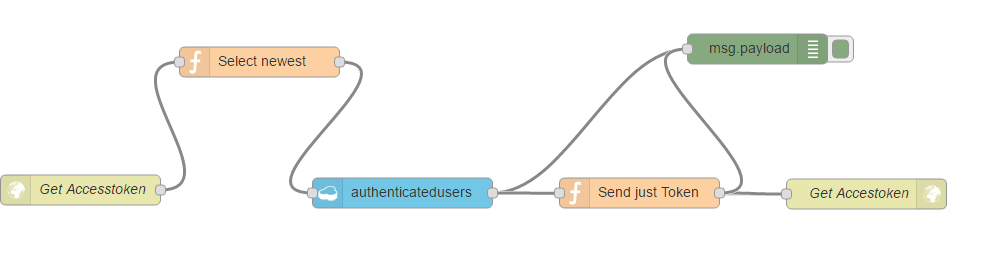 msg.payload
Select newest
Get Accesstoken
authenticatedusers
Send just Token
Get Accestoken